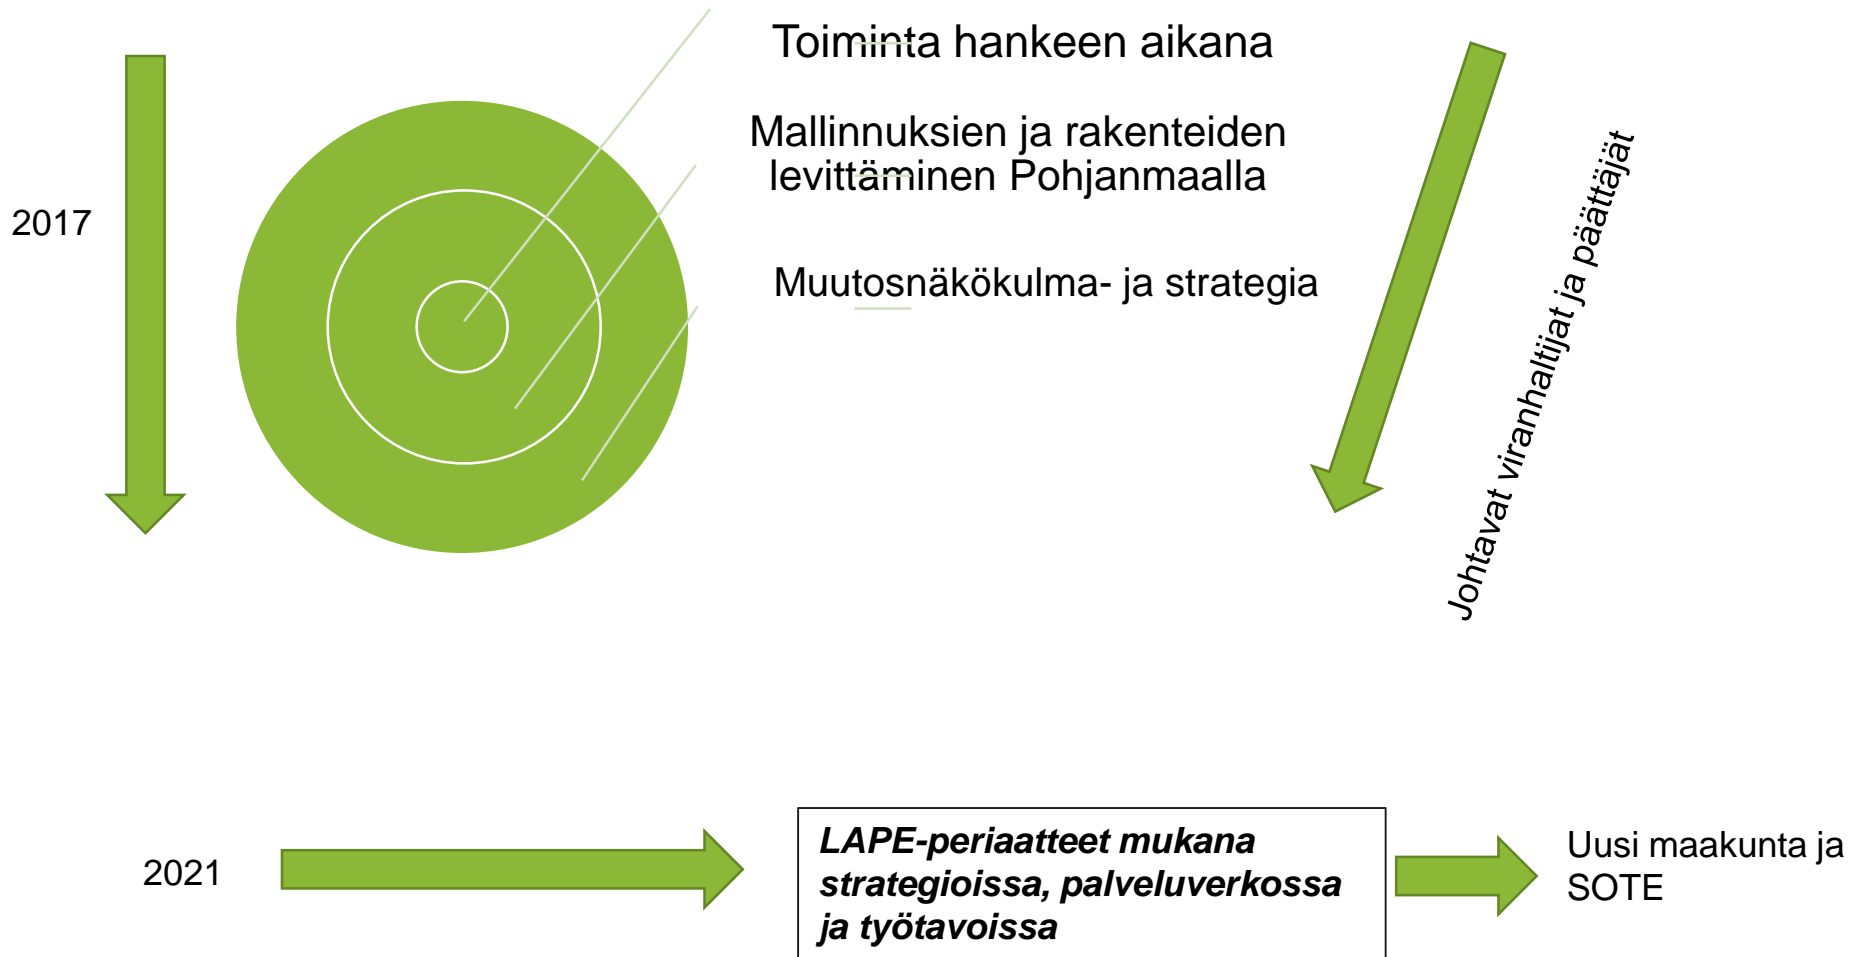 Toiminta hankeen aikana
Mallinnuksien ja rakenteiden
levittäminen Pohjanmaalla
2017
Muutosnäkökulma- ja strategia
Johtavat viranhaltijat ja päättäjät
2021
LAPE-periaatteet mukana
strategioissa, palveluverkossa
ja työtavoissa
Uusi maakunta ja
SOTE